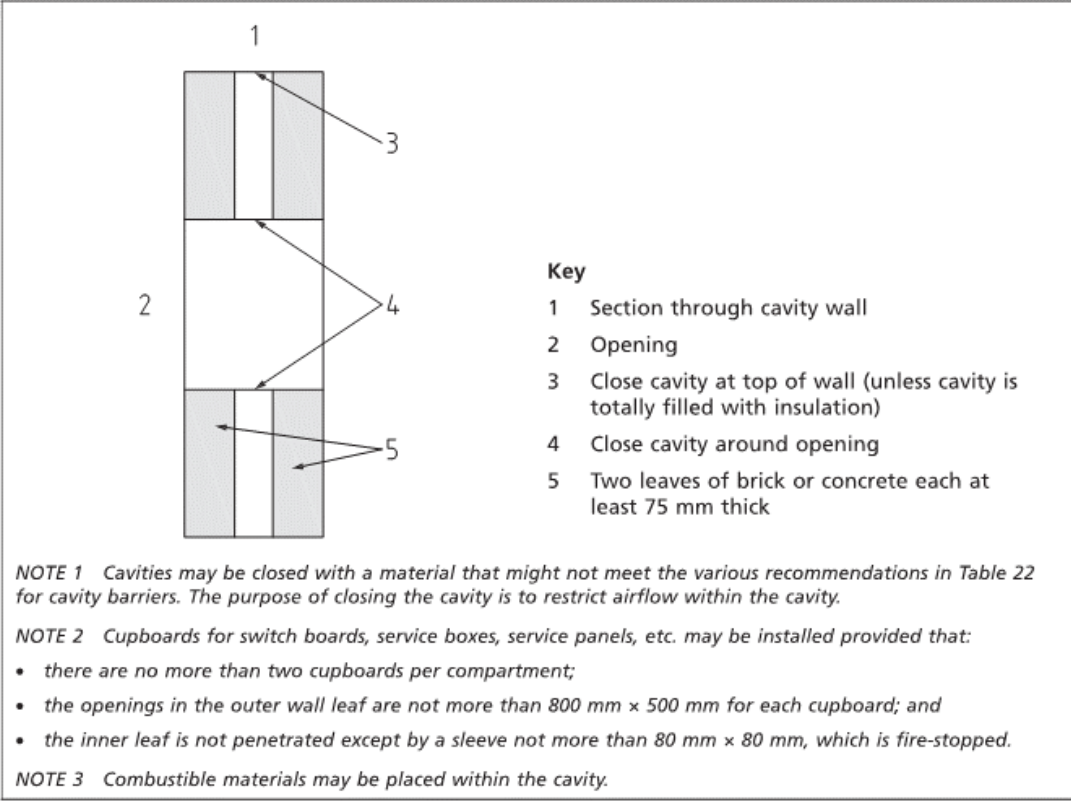 1
3
2
4
5
Key
1 Section through cavity wall
2 Opening
3 Close cavity at top of wall (unless cavity is
totally filled with insulation)
4 Close cavity around opening
5 Two leaves of brick or concrete each at
least 75 mm thick
NOTE 1 Cavities may be closed with a material that might not meet the various recommendations in Table 22
for cavity barriers. The purpose of closing the cavity is to restrict airflow within the cavity.
NOTE 2 Cupboards for switch boards, service boxes, service panels, etc. may be installed provided that:
• there are no more than two cupboards per compartment;
• the openings in the outer wall leaf are not more than 800 mm × 500 mm for each cupboard; and
• the inner leaf is not penetrated except by a sleeve not more than 80 mm × 80 mm, which is fire-stopped.
NOTE 3 Combustible materials may be placed within the cavity.